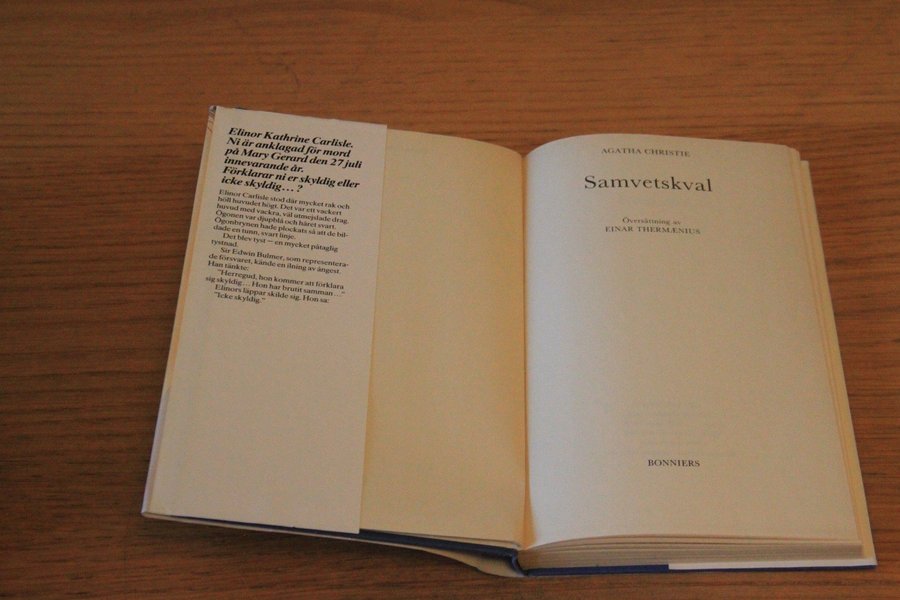 Elinor Kathrine Carlisle.
Ni är anklagad för mord
på Mary Gerard den 27 juli
innevarande år.
Förklarar ni er skyldig eller
icke skyldig...?
Elinor Carlisle stod där mycket rak och
höll huvudet högt. Det var ett vackert
huvud med vackra, väl utmejslade drag.
Ögonen var djupblå och håret svart.
Ögonbrynen hade plockats så att de bil-
dade en tunn, svart linje.
Det blev tyst — en mycket påtaglig
tystnad.
Sir Edwin Bulmer, som representera-
de försvaret, kände en ilning av ångest.
Han tänkte:
"Herregud, hon kommer att förklara
sig skyldig... Hon har brutit samman..."
Elinors läppar skilde sig. Hon sa:
"Icke skyldig."
AGATHA CHRISTIE
Samvetskval
Översättning av
EINAR THERMÆNIUS
BONNIERS